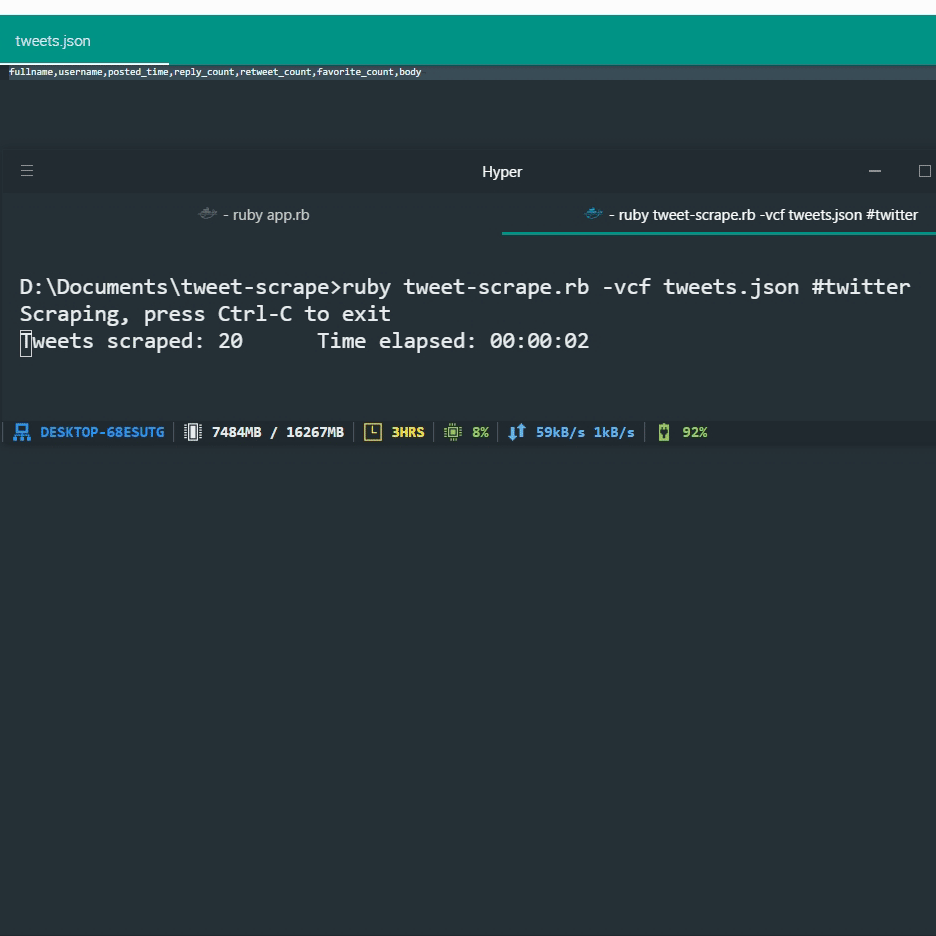 tweets.json
fullname,username,posted_time,reply_count,retweet_count,favorite_count,body
Hyper
- ruby app.rb
- ruby tweet-scrape.rb -vcf tweets.json #twitter
D:\Documents\tweet-scrape>ruby tweet-scrape.rb -vcf tweets.json #twitter
Scraping, press Ctrl-C to exit
Tweets scraped: 20 Time elapsed: 00:00:02
DESKTOP-68ESUTG 7484MB / 16267MB 3HRS 8% 59kB/s 1kB/s 92%